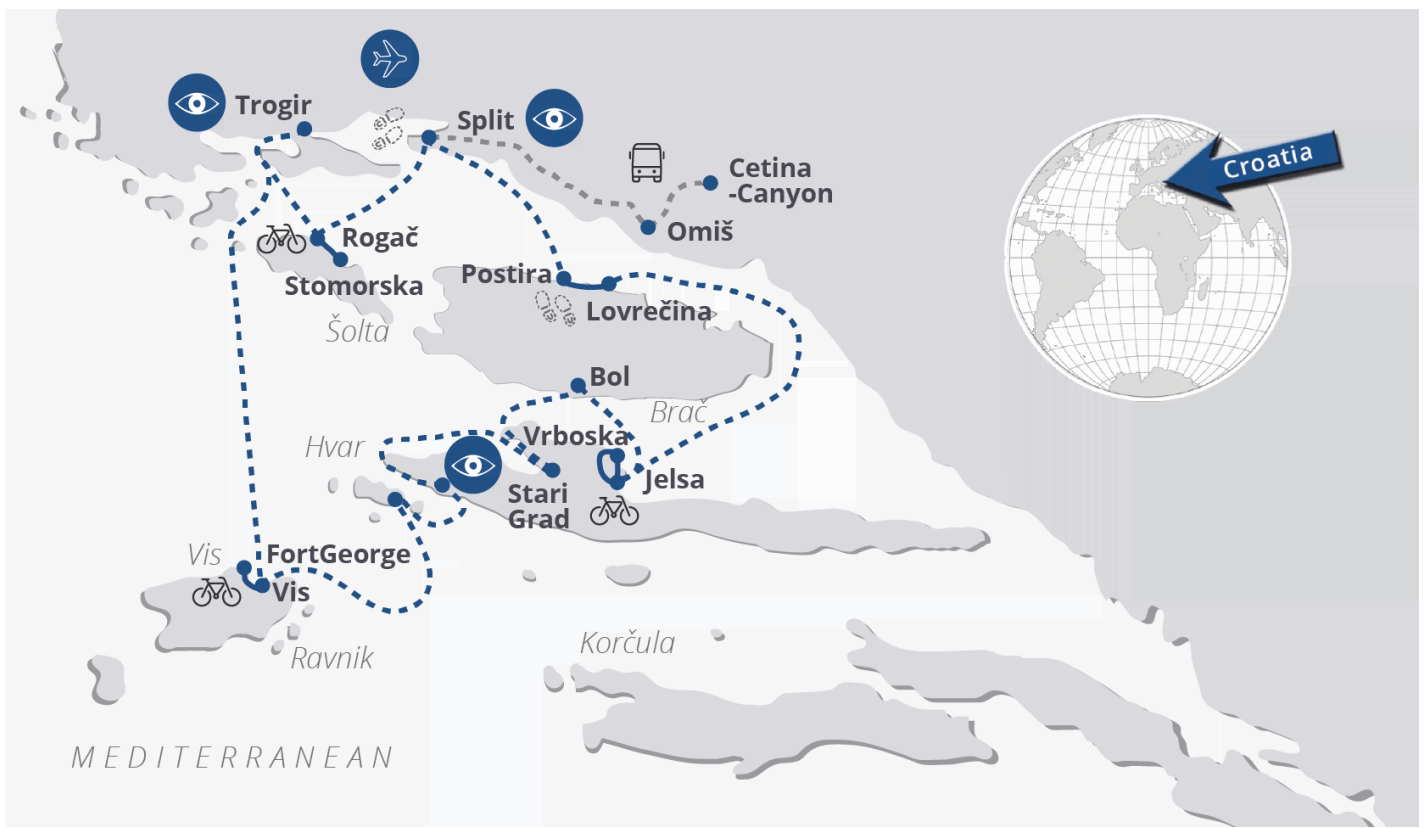 Trogir
Split
Croatia
Cetina
-Canyon
Omiš
Rogač
Stomorska
Šolta
Postira
Lovrečina
Bol
Brač
Hvar
Vrboska
Jelsa
Stari
Grad
Vis
FortGeorge
Vis
Ravnik
Korčula
MEDITERRANEAN